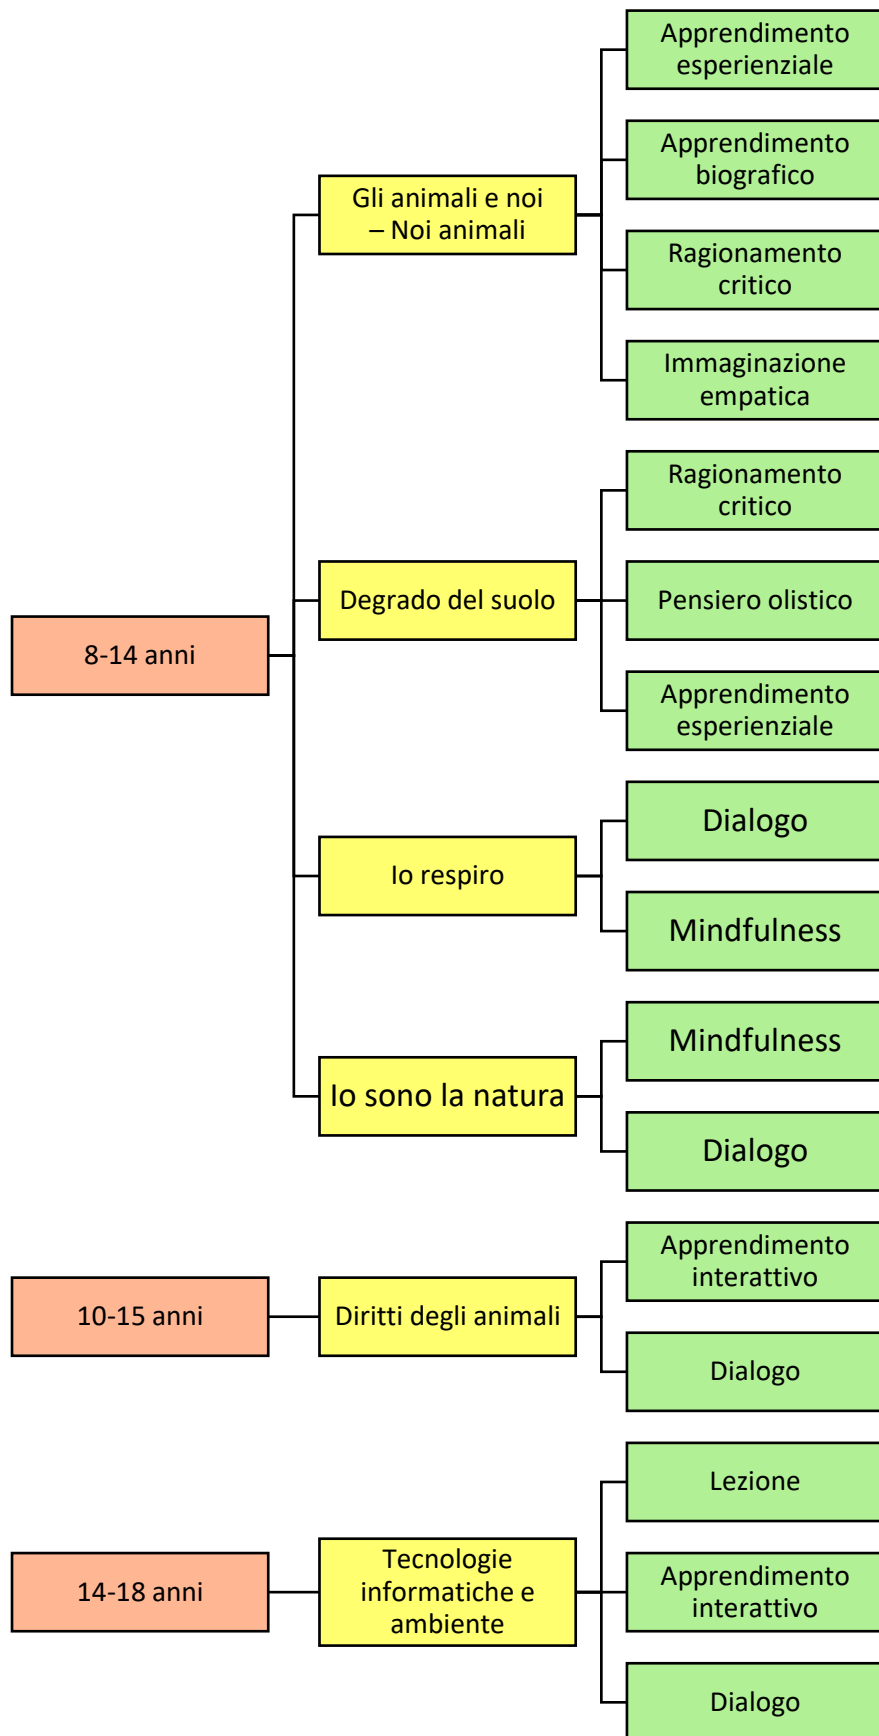 8-14 anni
Gli animali e noi
– Noi animali
Apprendimento
esperienziale
Apprendimento
biografico
Ragionamento
critico
Immaginazione
empatica
Degrado del suolo
Ragionamento
critico
Pensiero olistico
Apprendimento
esperienziale
Io respiro
Dialogo
Mindfulness
Io sono la natura
Mindfulness
Dialogo
10-15 anni
Diritti degli animali
Apprendimento
interattivo
Dialogo
14-18 anni
Tecnologie
informatiche e
ambiente
Lezione
Apprendimento
interattivo
Dialogo